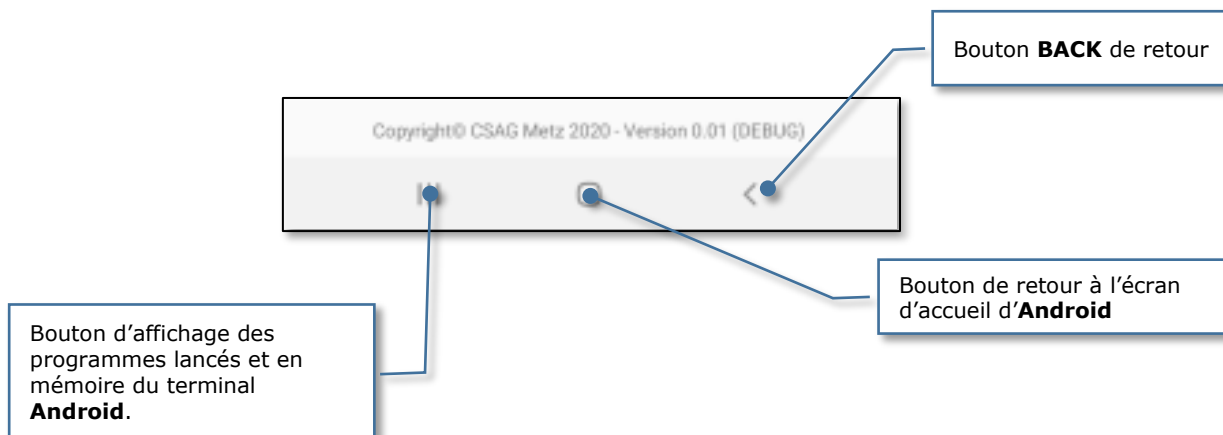 Bouton BACK de retour
Copyright© CSAG Metz 2020 - Version 0.01 (DEBUG)
Bouton de retour à l’écran
d’accueil d’Android
Bouton d’affichage des
programmes lancés et en
mémoire du terminal
Android.